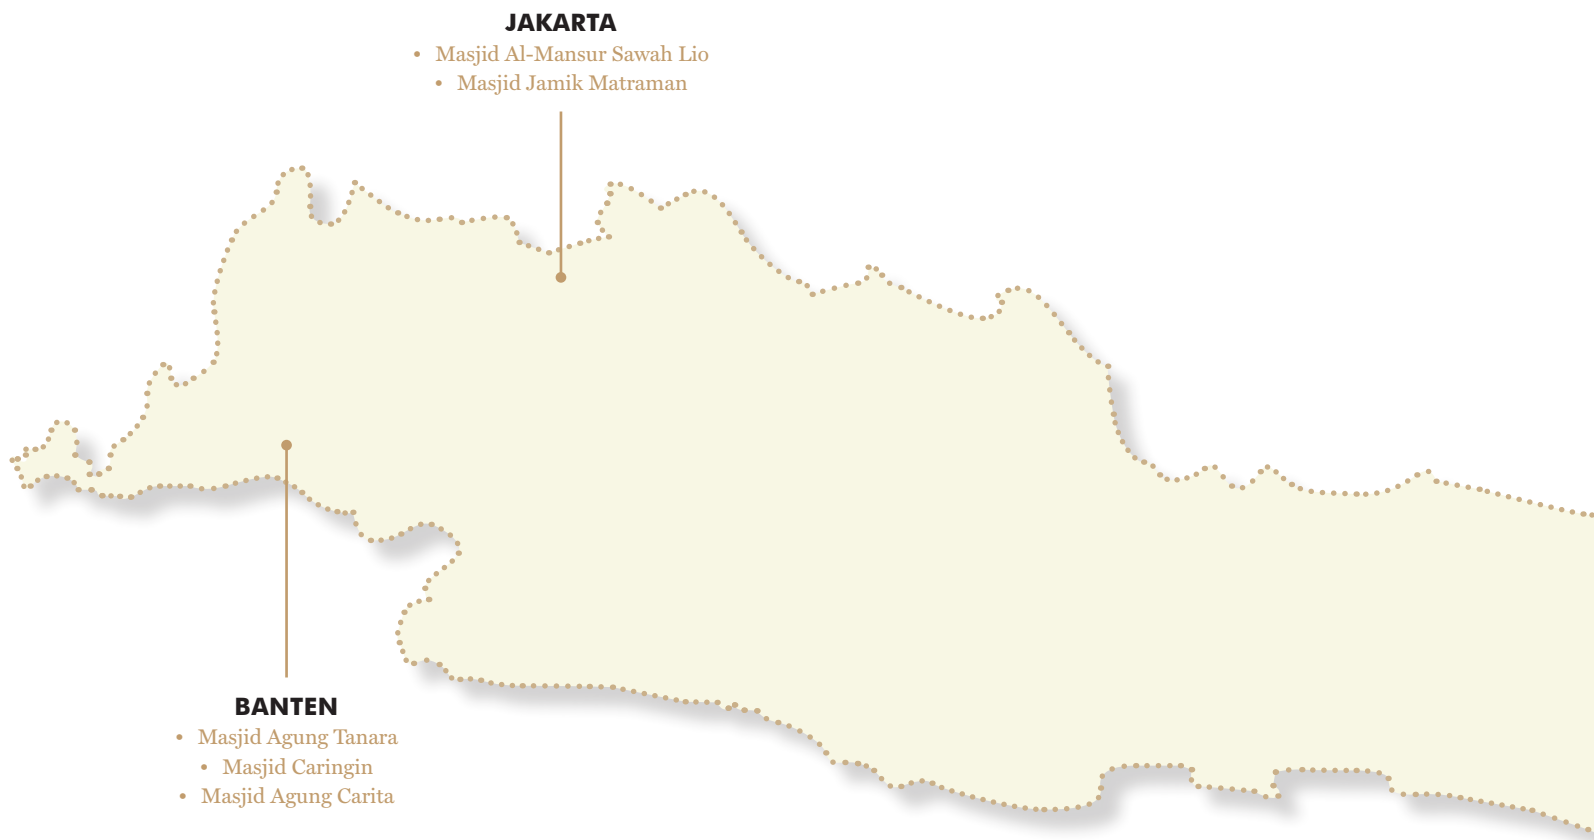 JAKARTA
• Masjid Al-Mansur Sawah Lio
• Masjid Jamik Matraman
BANTEN
• Masjid Agung Tanara
• Masjid Caringin
• Masjid Agung Carita